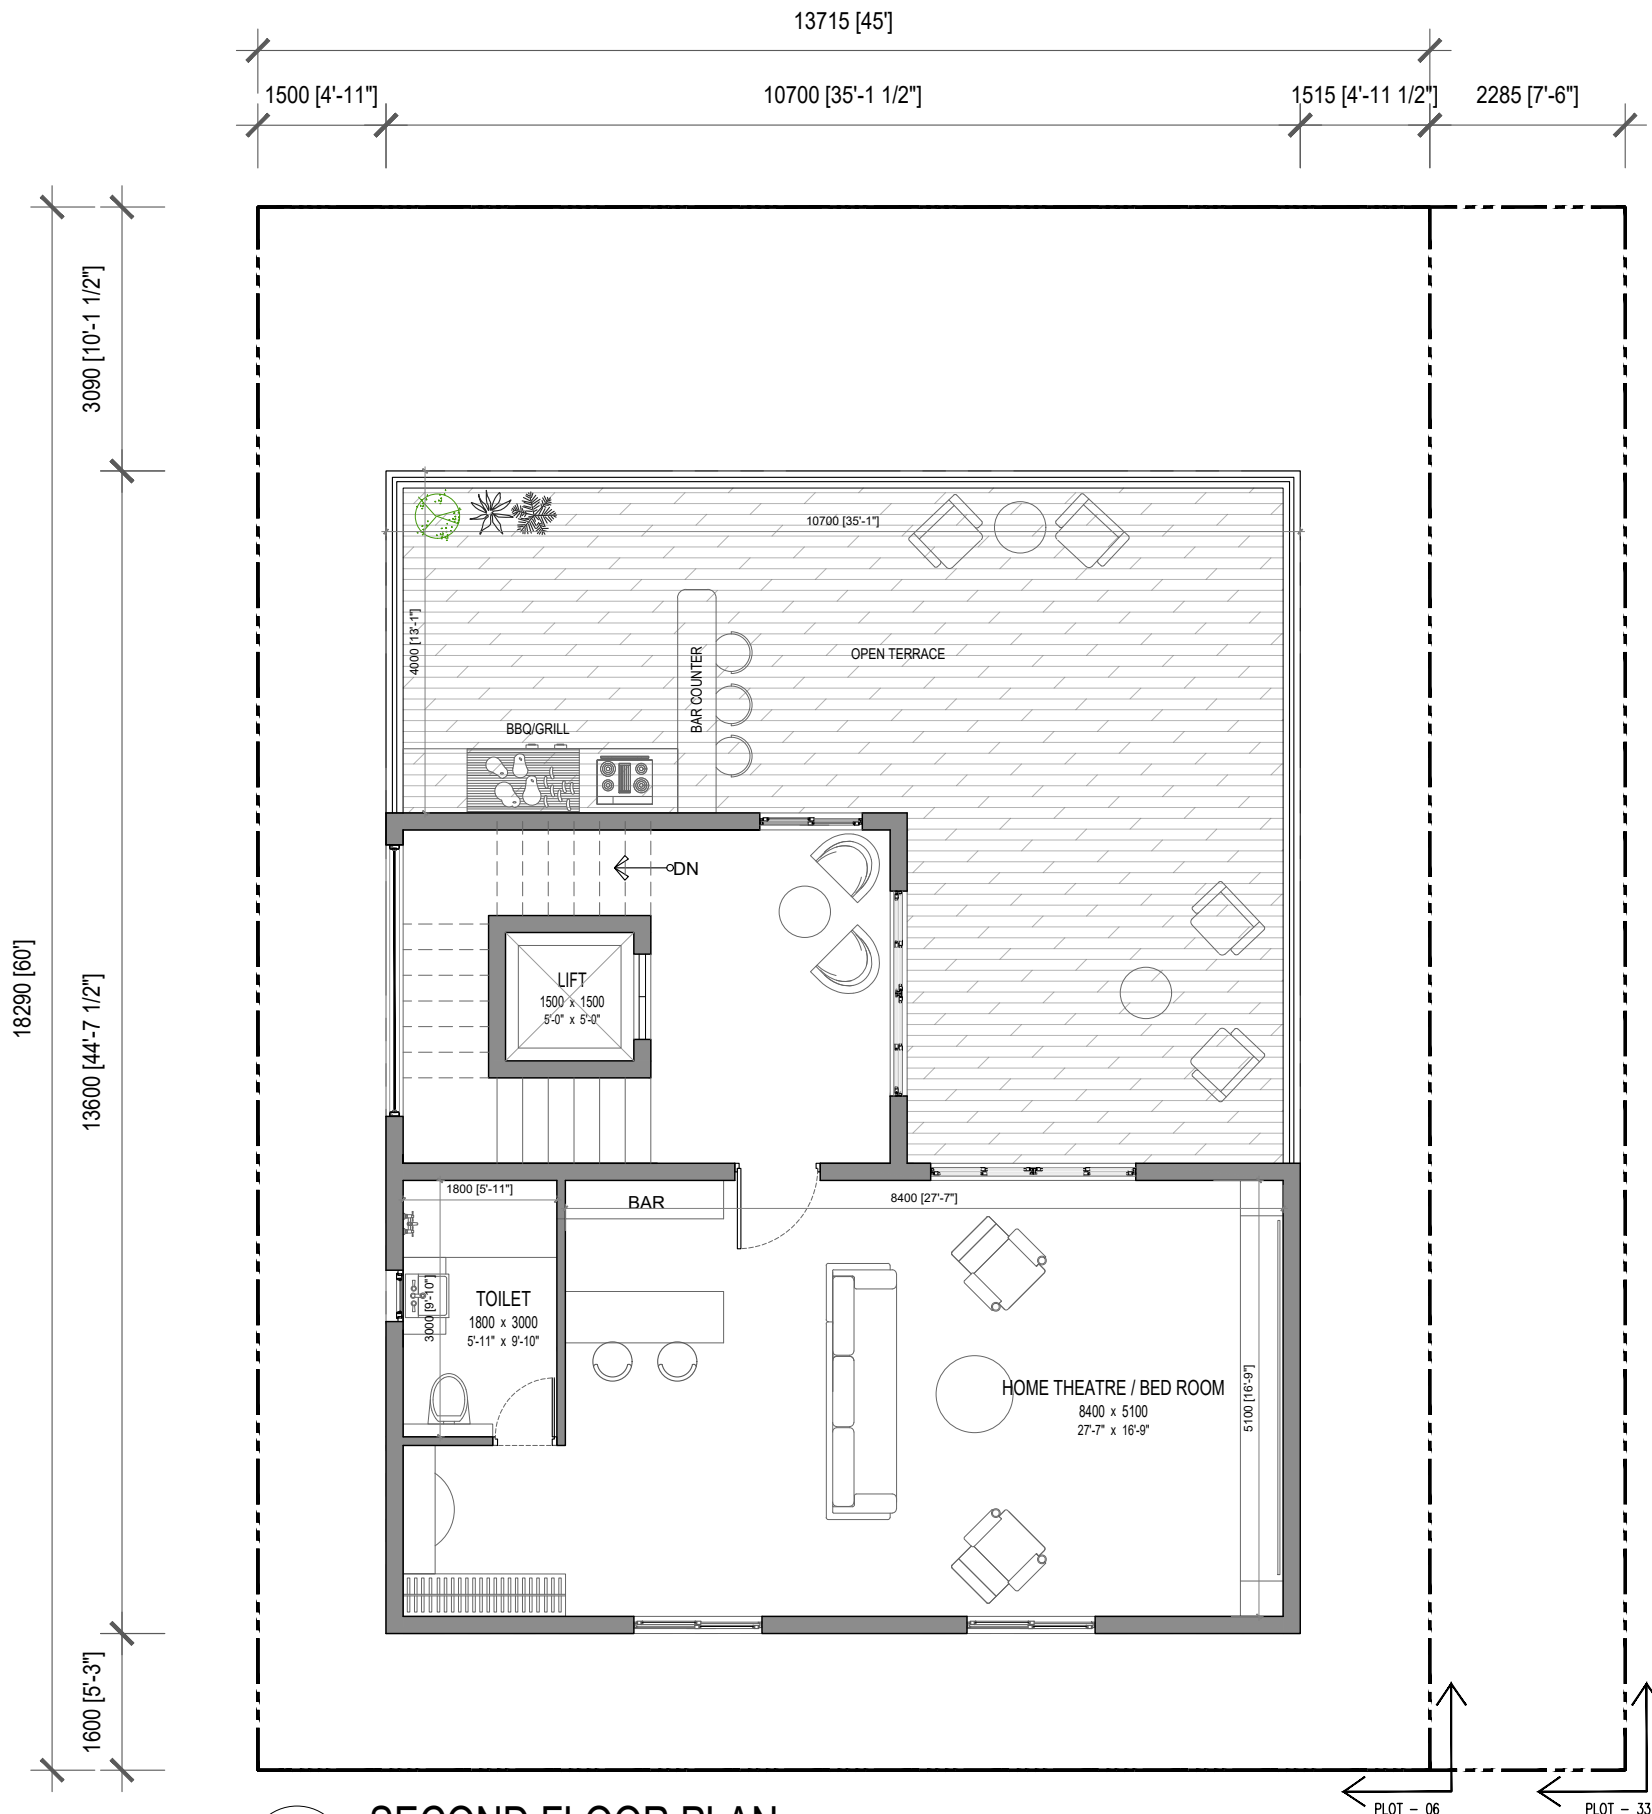 13715 [45']
1500 [4'-11"]
10700 [35'-1 1/2"]
1515 [4'-11 1/2"]
2285 [7'-6"]
3090 [10'-1 1/2"]
18290 [60']
13600 [44'-7 1/2"]
1600 [5'-3"]
10700 [35'-1"]
4000 [13'-1"]
OPEN TERRACE
BAR COUNTER
BBQ/GRILL
DN
LIFT
1500 x 1500
5'-0" x 5'-0"
1800 [5'-11"]
BAR
8400 [27'-7"]
3000 [9'-10"]
TOILET
1800 x 3000
5'-11" x 9'-10"
HOME THEATRE / BED ROOM
8400 x 5100
27'-7" x 16'-9"
5100 [16'-9"]
PLOT - 06
PLOT - 33
SECOND FLOOR PLAN